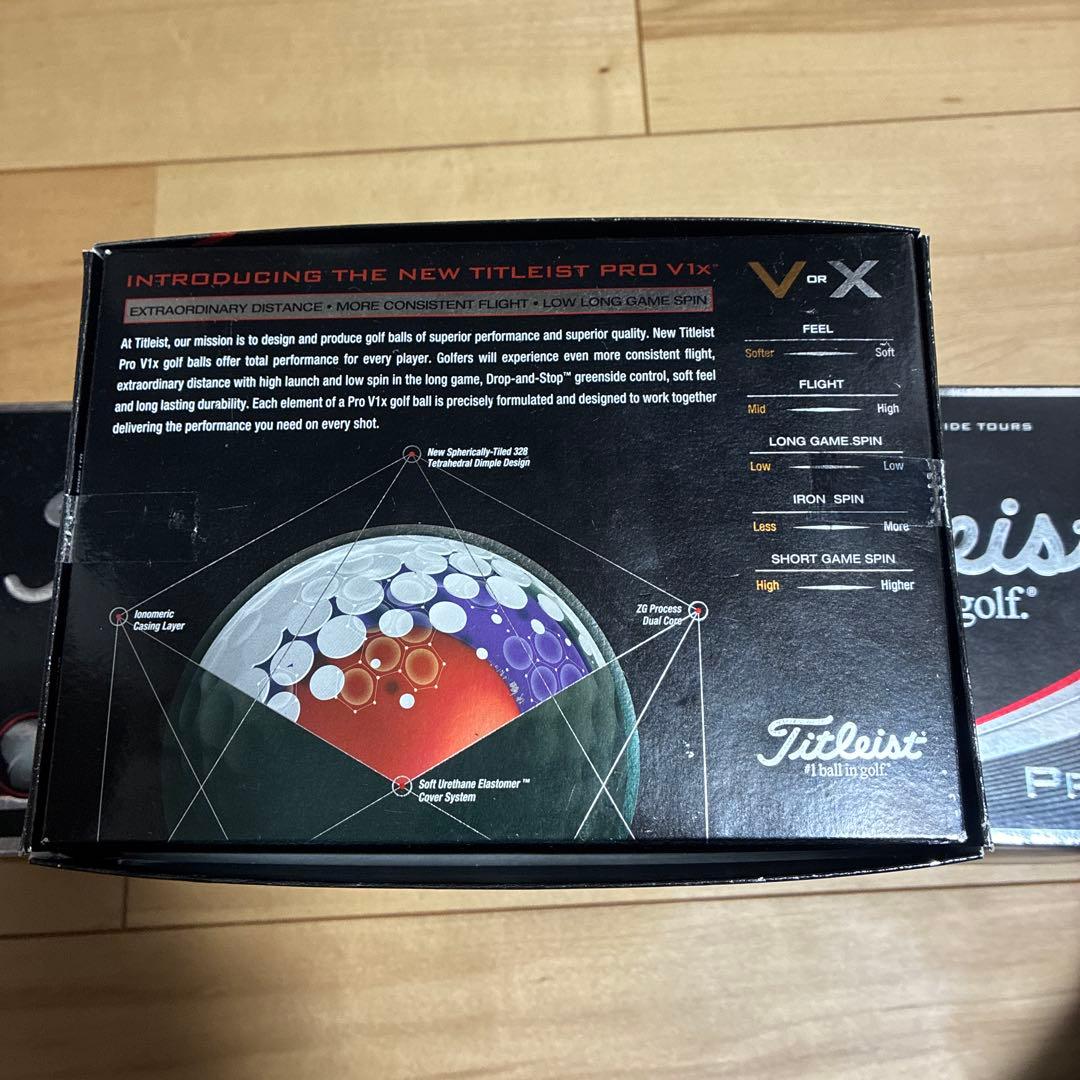 INTRODUCING THE NEW TITLEIST PRO V1x™
EXTRAORDINARY DISTANCE • MORE CONSISTENT FLIGHT • LOW LONG GAME SPIN
At Titleist, our mission is to design and produce golf balls of superior performance and superior quality. New Titleist
Pro V1x golf balls offer total performance for every player. Golfers will experience even more consistent flight,
extraordinary distance with high launch and low spin in the long game, Drop-and-Stop™ greenside control, soft feel
and long lasting durability. Each element of a Pro V1x golf ball is precisely formulated and designed to work together
delivering the performance you need on every shot.
V OR X
FEEL
Softer Soft
FLIGHT
Mid High
LONG GAME SPIN
Low Low
IRON SPIN
Less More
SHORT GAME SPIN
High Higher
New Spherically-Tiled 328
Tetrahedral Dimple Design
Ionomeric
Casing Layer
ZG Process
Dual Core
Soft Urethane Elastomer™
Cover System
Titleist
#1 ball in golf.®
IDE TOURS
leist
golf.®
PR